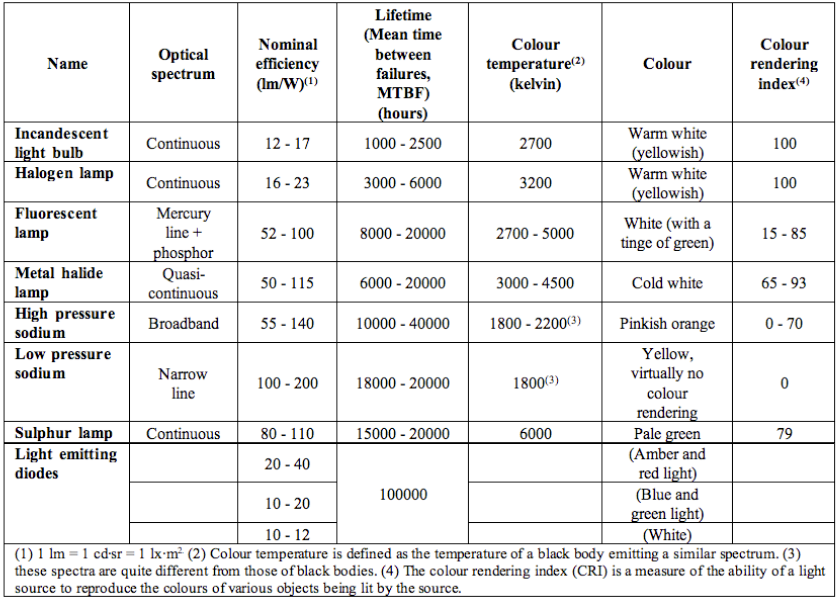 Name
Optical
spectrum
Nominal
efficiency
(lm/W)(1)
Lifetime
(Mean time
between
failures,
MTBF)
(hours)
Colour
temperature(2)
(kelvin)
Colour
Colour
rendering
index(4)
Incandescent
light bulb
Continuous
12 - 17
1000 - 2500
2700
Warm white
(yellowish)
100
Halogen lamp
Continuous
16 - 23
3000 - 6000
3200
Warm white
(yellowish)
100
Fluorescent
lamp
Mercury
line +
phosphor
52 - 100
8000 - 20000
2700 - 5000
White (with a
tinge of green)
15 - 85
Metal halide
lamp
Quasi-
continuous
50 - 115
6000 - 20000
3000 - 4500
Cold white
65 - 93
High pressure
sodium
Broadband
55 - 140
10000 - 40000
1800 - 2200(3)
Pinkish orange
0 - 70
Low pressure
sodium
Narrow
line
100 - 200
18000 - 20000
1800(3)
Yellow,
virtually no
colour
rendering
0
Sulphur lamp
Continuous
80 - 110
15000 - 20000
6000
Pale green
79
Light emitting
diodes
20 - 40
100000
(Amber and
red light)
10 - 20
(Blue and
green light)
10 - 12
(White)
(1) 1 lm = 1 cd·sr = 1 lx·m² (2) Colour temperature is defined as the temperature of a black body emitting a similar spectrum. (3)
these spectra are quite different from those of black bodies. (4) The colour rendering index (CRI) is a measure of the ability of a light
source to reproduce the colours of various objects being lit by the source.